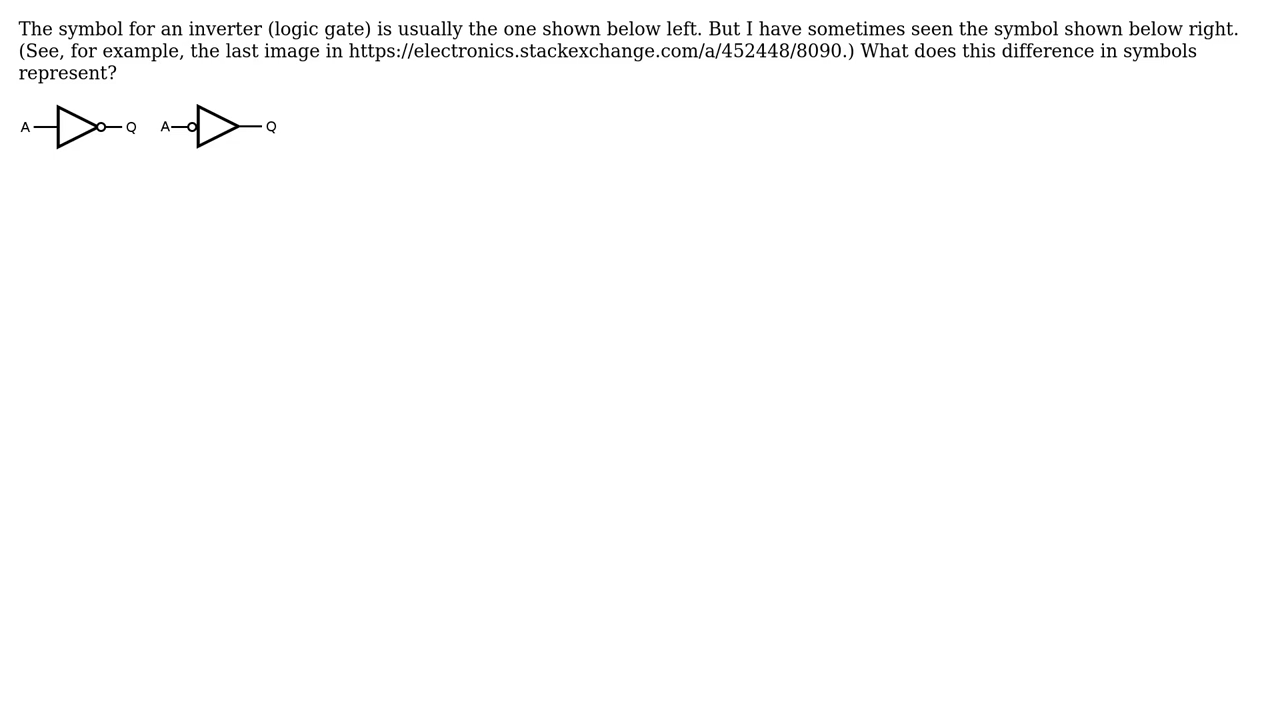 The symbol for an inverter (logic gate) is usually the one shown below left. But I have sometimes seen the symbol shown below right.
(See, for example, the last image in https://electronics.stackexchange.com/a/452448/8090.) What does this difference in symbols
represent?
A Q A Q